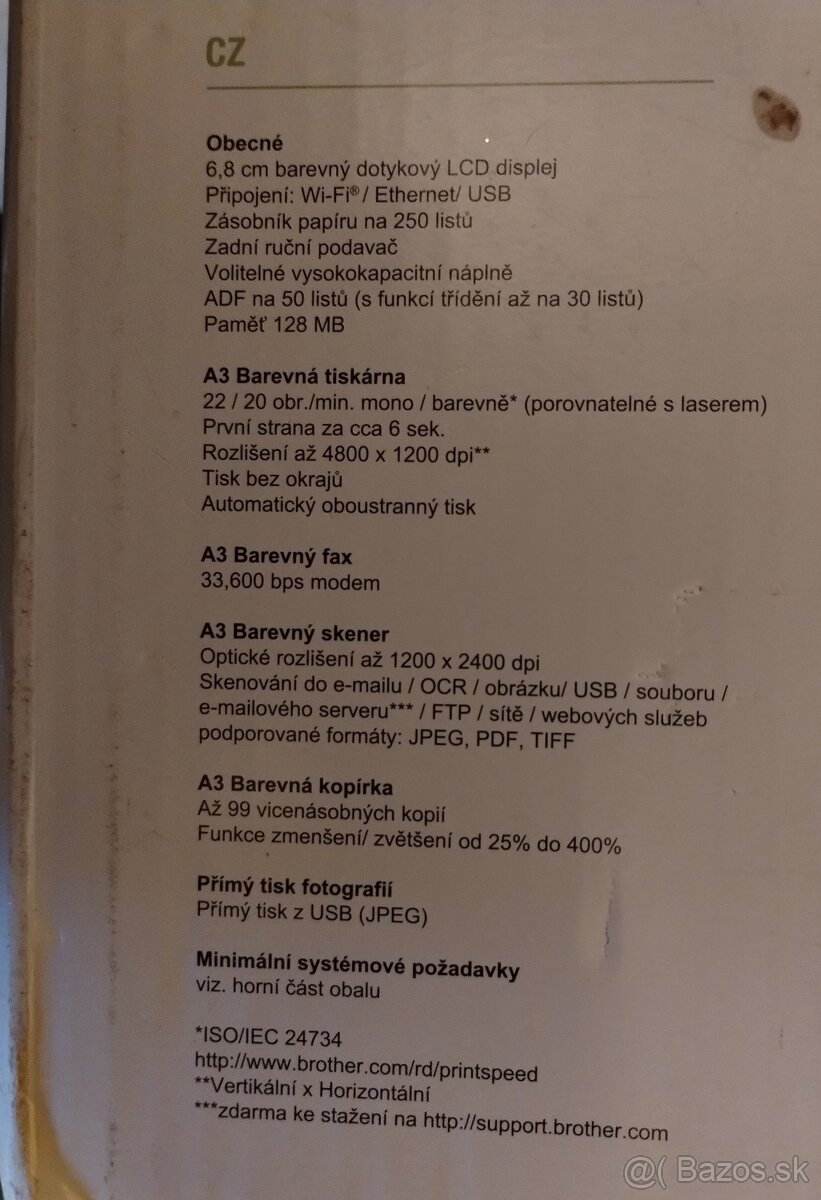 CZ
Obecné
6,8 cm barevný dotykový LCD displej
Připojení: Wi-Fi®/ Ethernet/ USB
Zásobník papíru na 250 listů
Zadní ruční podavač
Volitelné vysokokapacitní náplně
ADF na 50 listů (s funkcí třídění až na 30 listů)
Paměť 128 MB
A3 Barevná tiskárna
22 / 20 obr./min. mono / barevně* (porovnatelné s laserem)
První strana za cca 6 sek.
Rozlišení až 4800 x 1200 dpi**
Tisk bez okrajů
Automatický oboustranný tisk
A3 Barevný fax
33,600 bps modem
A3 Barevný skener
Optické rozlišení až 1200 x 2400 dpi
Skenování do e-mailu / OCR / obrázku/ USB / souboru /
e-mailového serveru*** / FTP / sítě / webových služeb
podporované formáty: JPEG, PDF, TIFF
A3 Barevná kopírka
Až 99 vicenásobných kopií
Funkce zmenšení/ zvětšení od 25% do 400%
Přímý tisk fotografií
Přímý tisk z USB (JPEG)
Minimální systémové požadavky
viz. horní část obalu
*ISO/IEC 24734
http://www.brother.com/rd/printspeed
**Vertikální x Horizontální
***zdarma ke stažení na http://support.brother.com
@( Bazos.sk